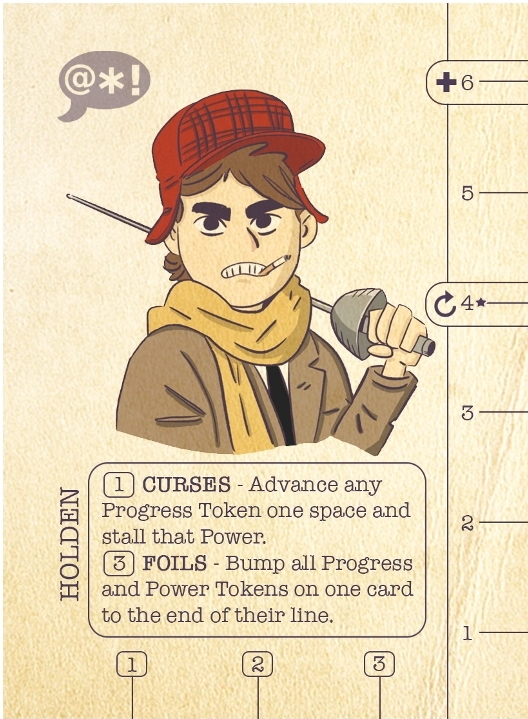 @*!
6
5
4
3
2
1
HOLDEN
1 CURSES - Advance any
Progress Token one space and
stall that Power.
3 FOILS - Bump all Progress
and Power Tokens on one card
to the end of their line.
1 2 3